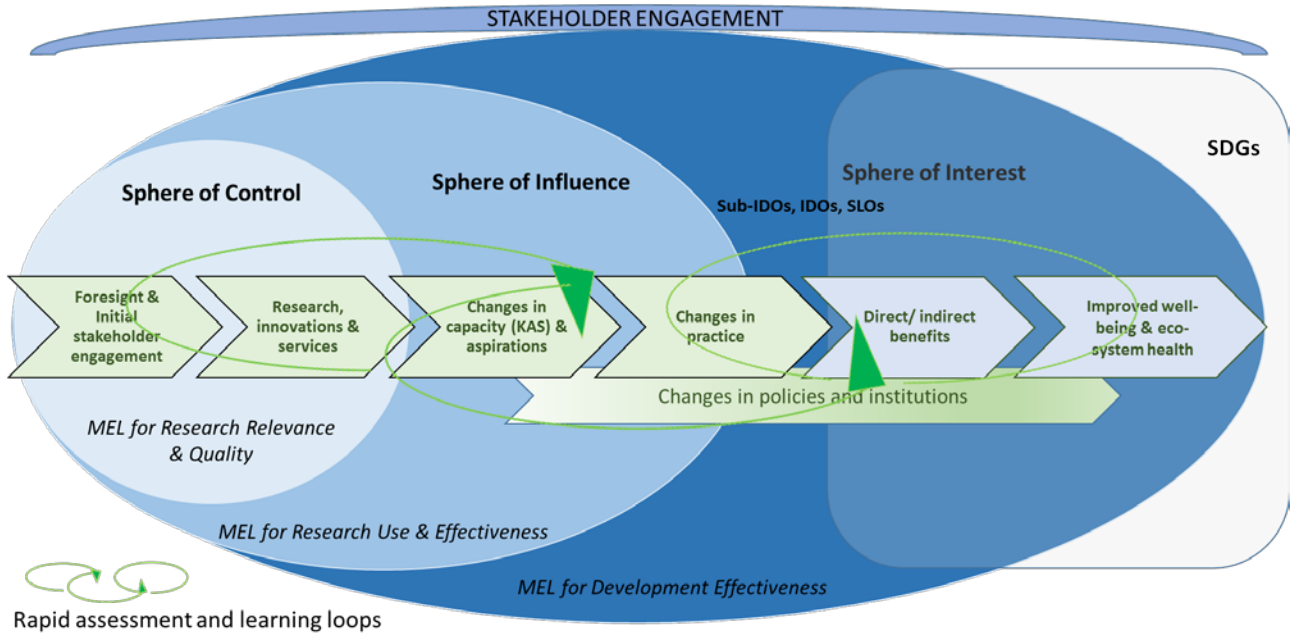 STAKEHOLDER ENGAGEMENT
SDGs
Sphere of Control
Sphere of Influence
Sphere of Interest
Sub-IDOs, IDOs, SLOs
Foresight &
Initial
stakeholder
engagement
Research,
innovations &
services
Changes in
capacity (KAS) &
aspirations
Changes in
practice
Direct/ indirect
benefits
Improved well-
being & eco-
system health
Changes in policies and institutions
MEL for Research Relevance
& Quality
MEL for Research Use & Effectiveness
MEL for Development Effectiveness
Rapid assessment and learning loops